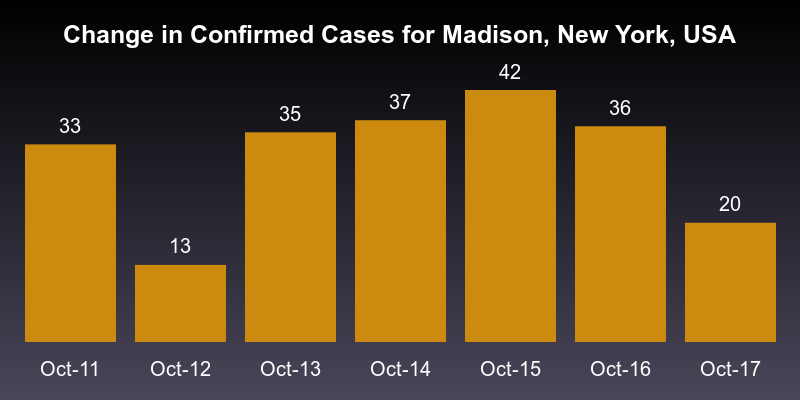 Change in Confirmed Cases for Madison, New York, USA
33
13
35
37
42
36
20
Oct-11
Oct-12
Oct-13
Oct-14
Oct-15
Oct-16
Oct-17